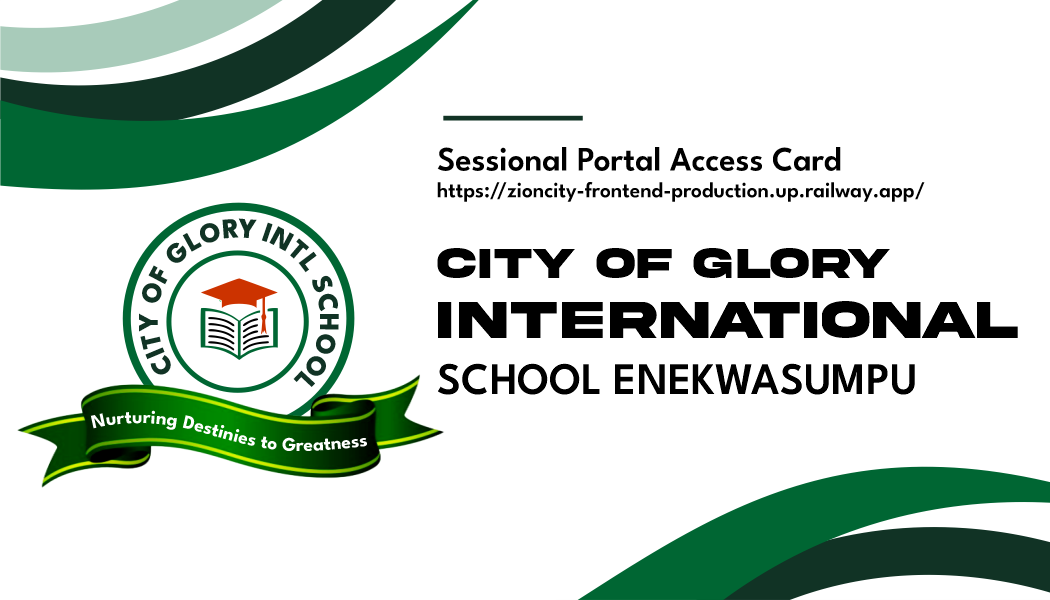 Sessional Portal Access Card
https://zioncity-frontend-production.up.railway.app/
CITY OF GLORY INTL SCHOOL
CITY OF GLORY
INTERNATIONAL
SCHOOL ENEKWASUMPU
Nurturing Destinies to Greatness